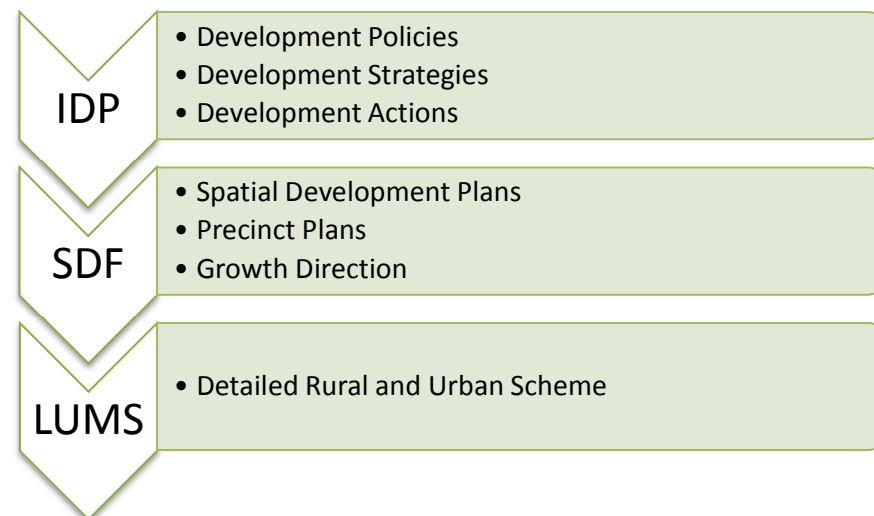 IDP
• Development Policies
• Development Strategies
• Development Actions
SDF
• Spatial Development Plans
• Precinct Plans
• Growth Direction
LUMS
• Detailed Rural and Urban Scheme